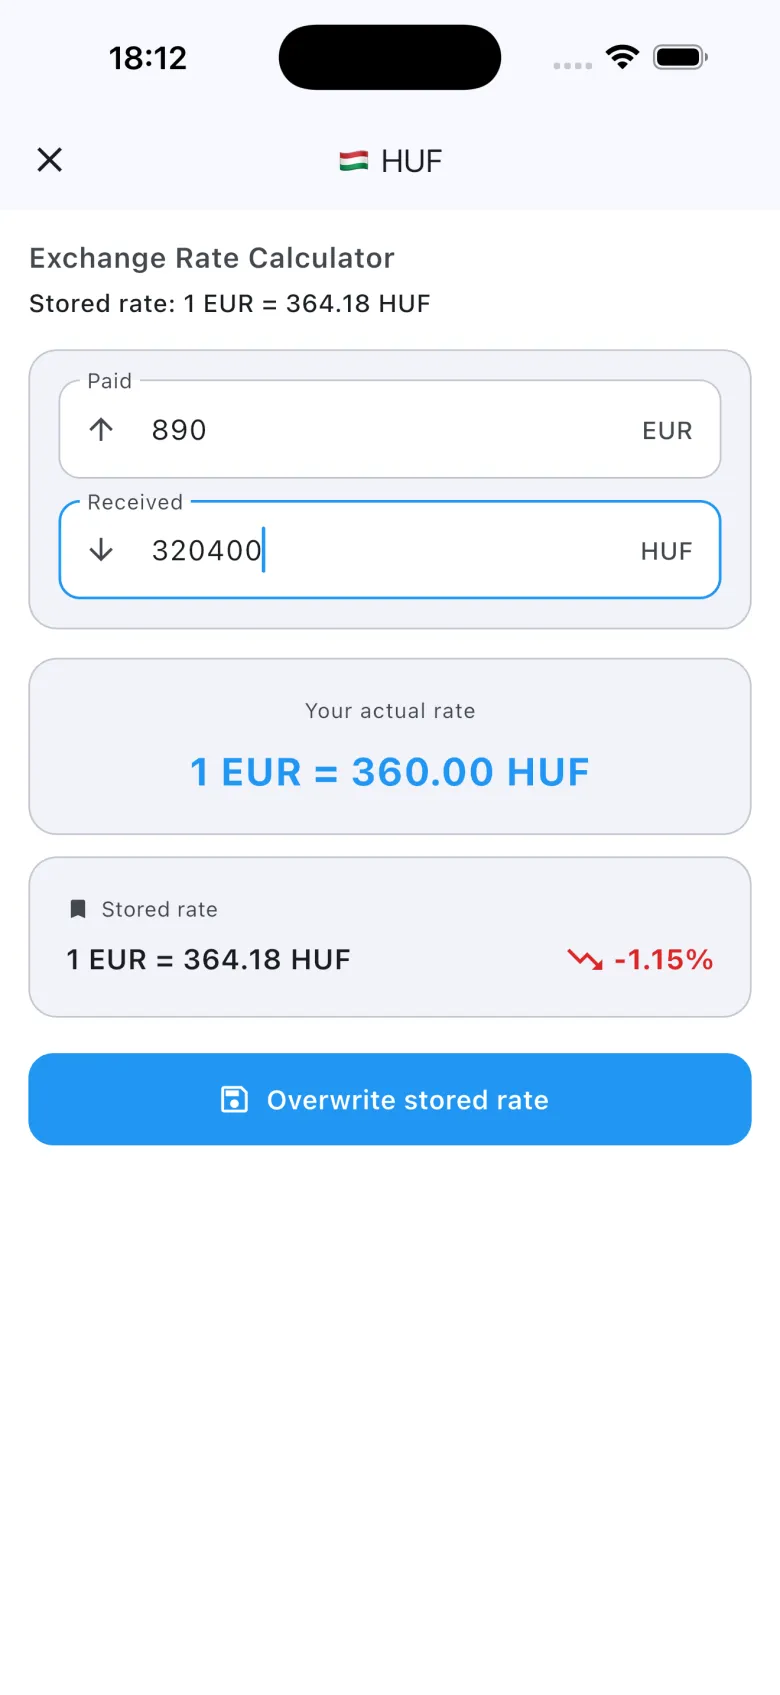 18:12
HUF
Exchange Rate Calculator
Stored rate: 1 EUR = 364.18 HUF
Paid
890 EUR
Received
320400 HUF
Your actual rate
1 EUR = 360.00 HUF
Stored rate
1 EUR = 364.18 HUF -1.15%
Overwrite stored rate